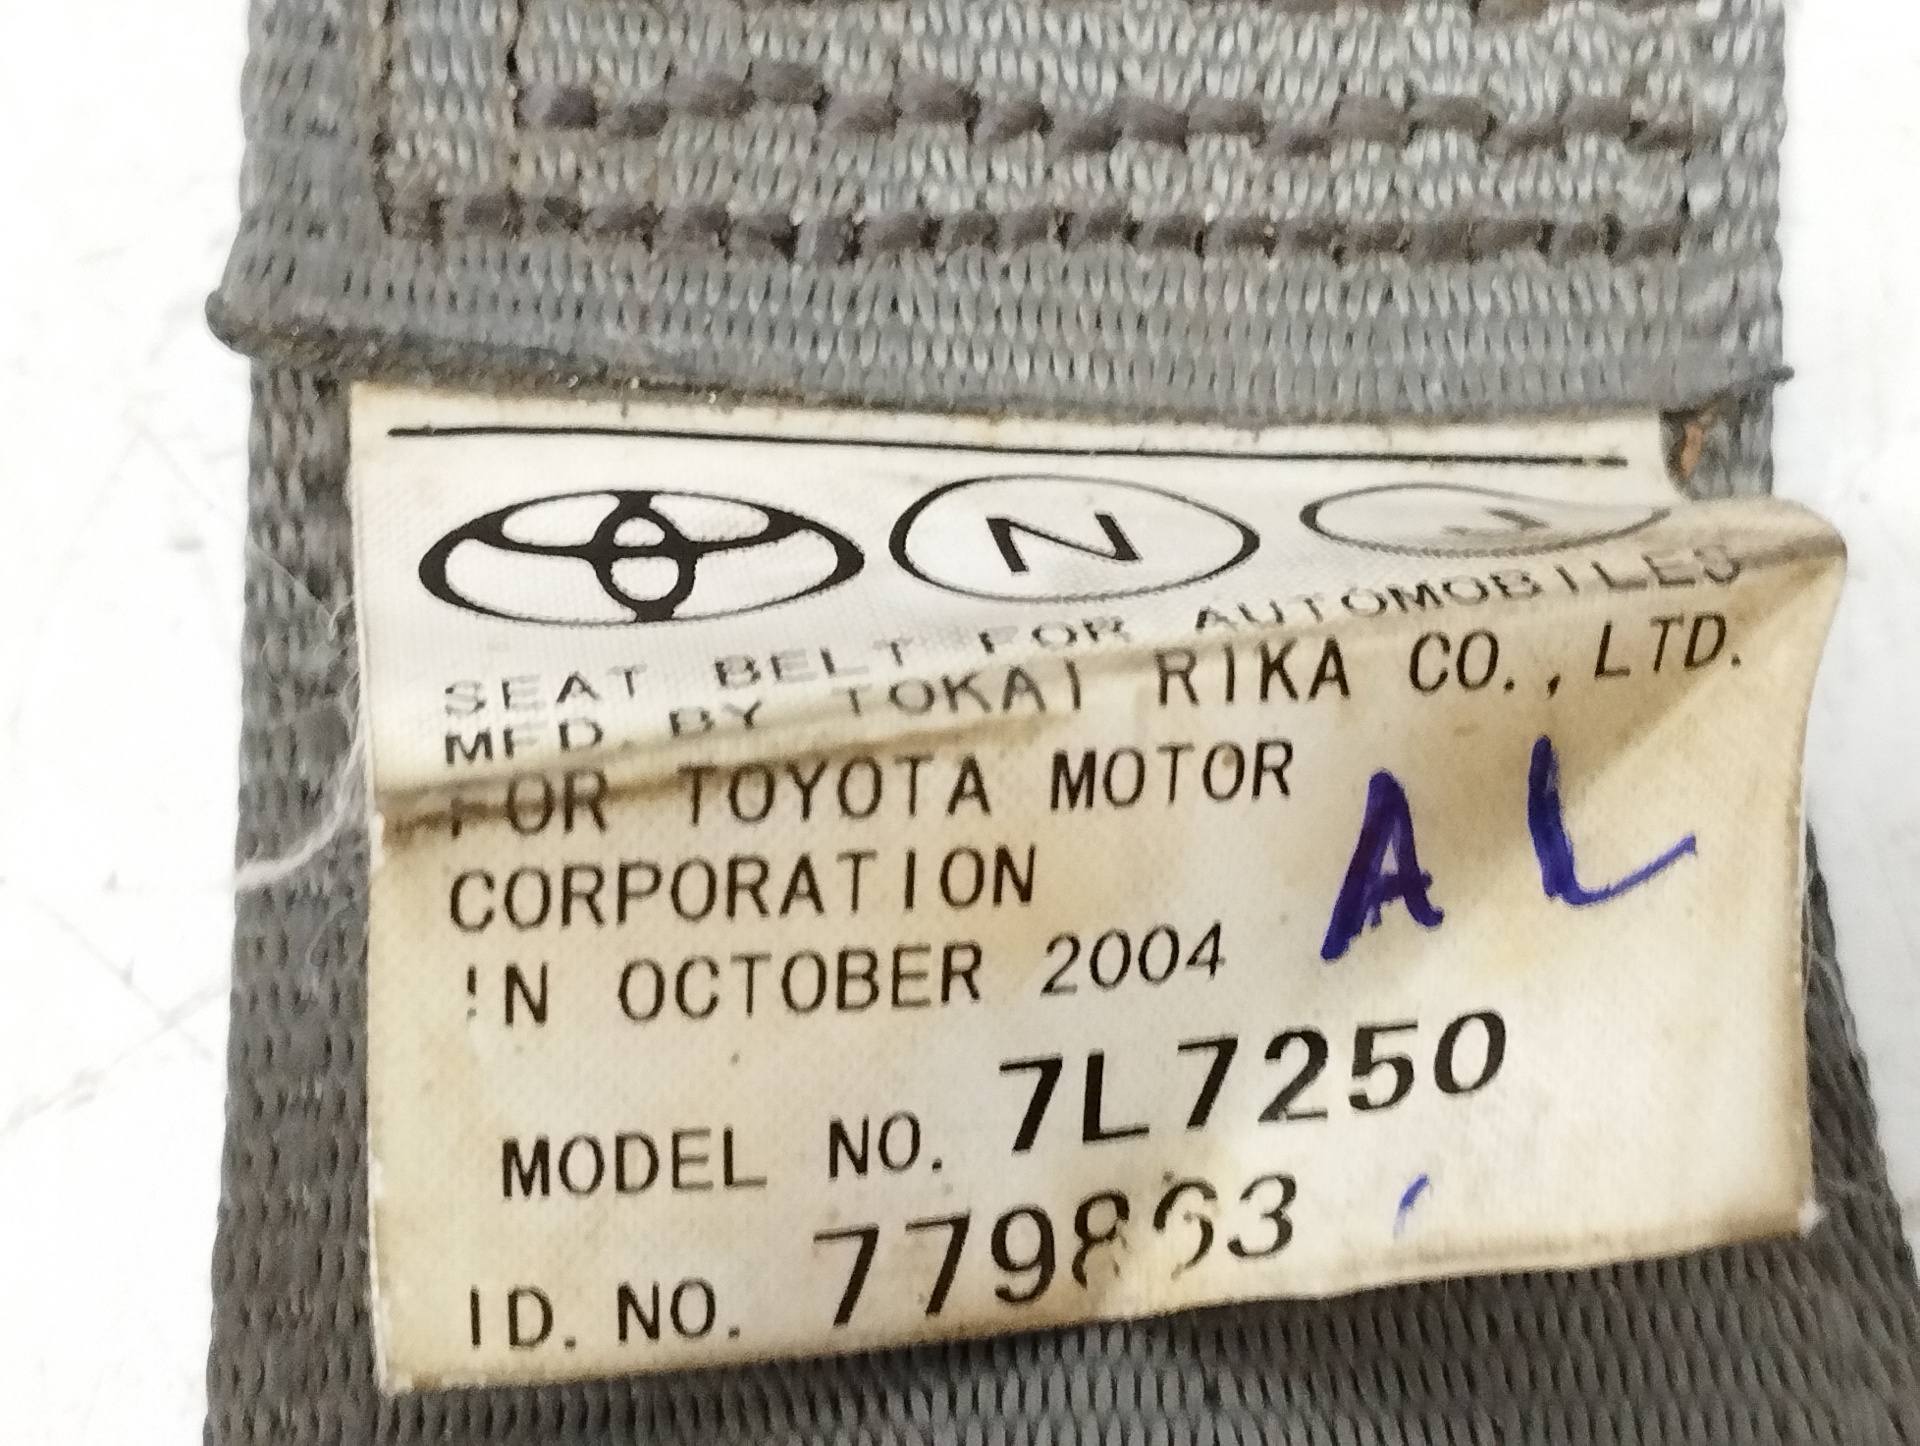 N
SEAT BELT FOR AUTOMOBILES
MFD. BY TOKAI RIKA CO., LTD.
FOR TOYOTA MOTOR
CORPORATION
IN OCTOBER 2004
A L
MODEL NO. 7L7250
ID. NO. 779863